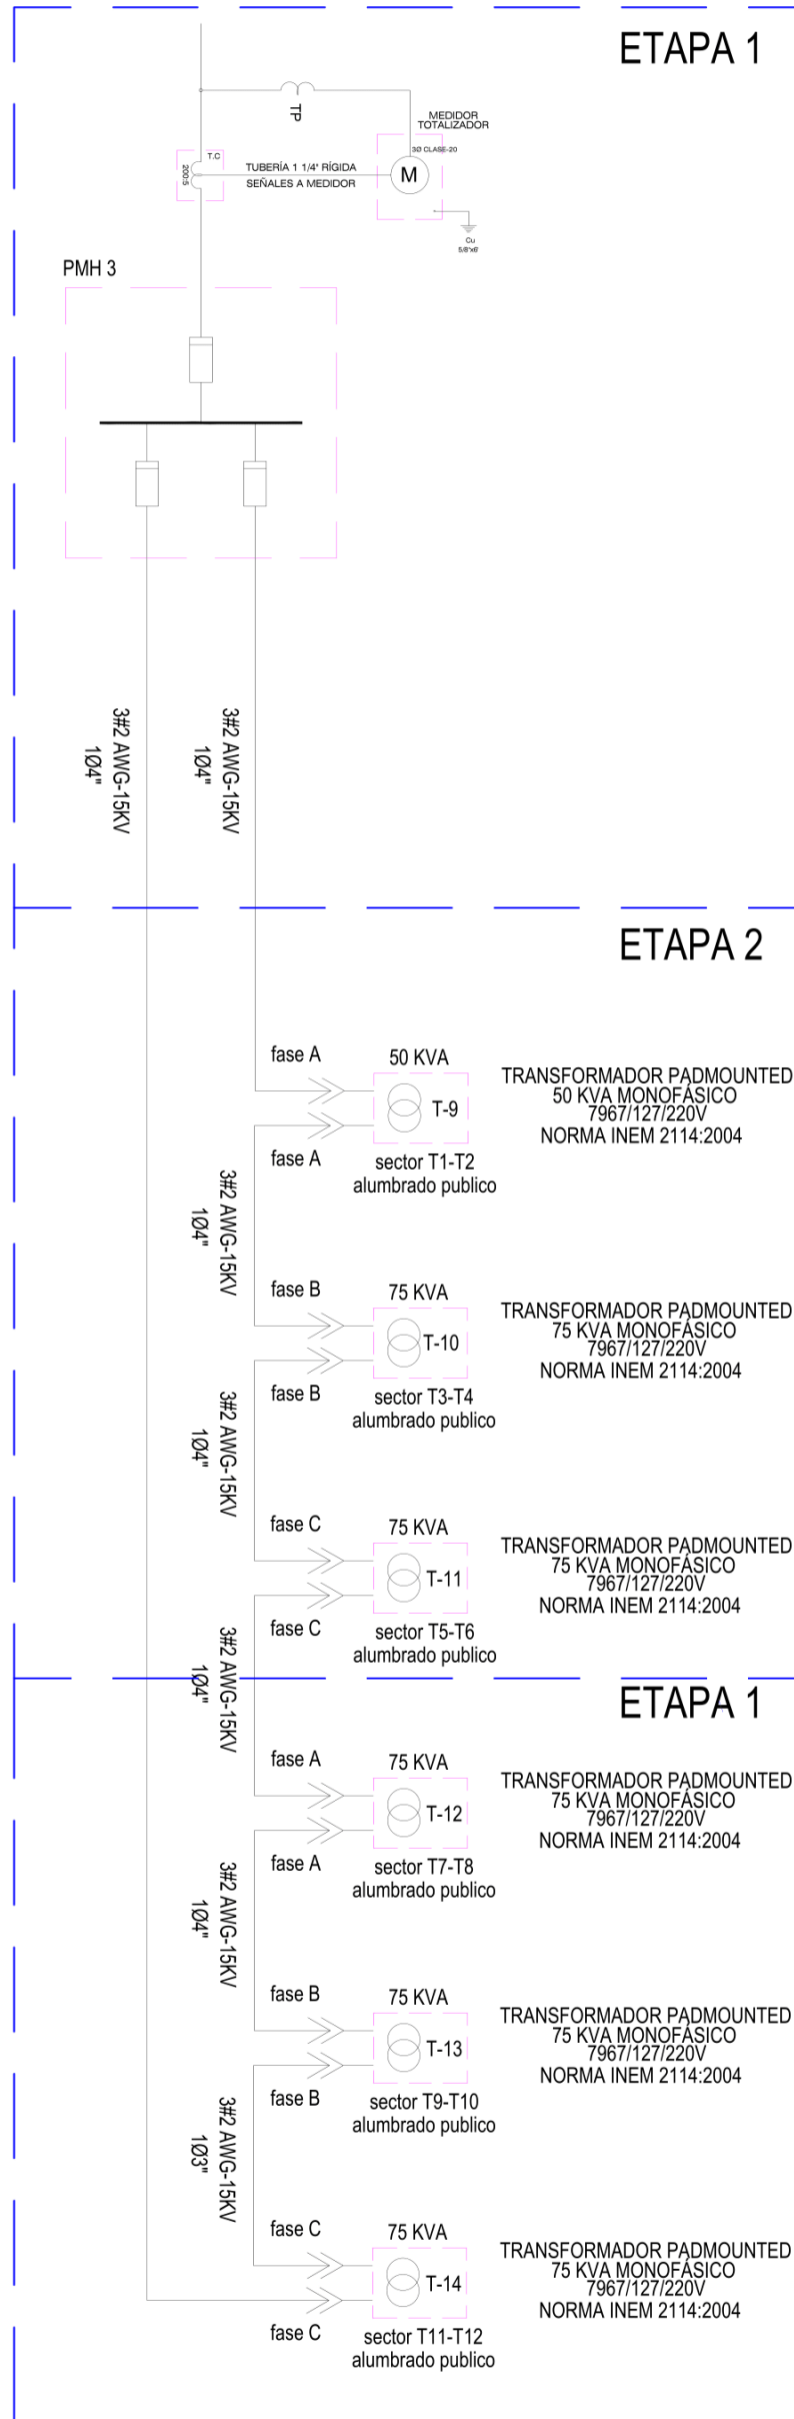 ETAPA 1
TP
MEDIDOR
TOTALIZADOR
3Ø CLASE-20
M
T.C
200:5
TUBERÍA 1 1/4" RÍGIDA
SEÑALES A MEDIDOR
Cu
5/8"x6'
PMH 3
3#2 AWG-15KV
1Ø4"
3#2 AWG-15KV
1Ø4"
ETAPA 2
fase A
50 KVA
T-9
fase A
sector T1-T2
alumbrado publico
TRANSFORMADOR PADMOUNTED
50 KVA MONOFÁSICO
7967/127/220V
NORMA INEM 2114:2004
3#2 AWG-15KV
1Ø4"
fase B
75 KVA
T-10
fase B
sector T3-T4
alumbrado publico
TRANSFORMADOR PADMOUNTED
75 KVA MONOFÁSICO
7967/127/220V
NORMA INEM 2114:2004
3#2 AWG-15KV
1Ø4"
fase C
75 KVA
T-11
fase C
sector T5-T6
alumbrado publico
TRANSFORMADOR PADMOUNTED
75 KVA MONOFÁSICO
7967/127/220V
NORMA INEM 2114:2004
3#2 AWG-15KV
1Ø4"
ETAPA 1
fase A
75 KVA
T-12
fase A
sector T7-T8
alumbrado publico
TRANSFORMADOR PADMOUNTED
75 KVA MONOFÁSICO
7967/127/220V
NORMA INEM 2114:2004
3#2 AWG-15KV
1Ø4"
fase B
75 KVA
T-13
fase B
sector T9-T10
alumbrado publico
TRANSFORMADOR PADMOUNTED
75 KVA MONOFÁSICO
7967/127/220V
NORMA INEM 2114:2004
3#2 AWG-15KV
1Ø3"
fase C
75 KVA
T-14
fase C
sector T11-T12
alumbrado publico
TRANSFORMADOR PADMOUNTED
75 KVA MONOFÁSICO
7967/127/220V
NORMA INEM 2114:2004